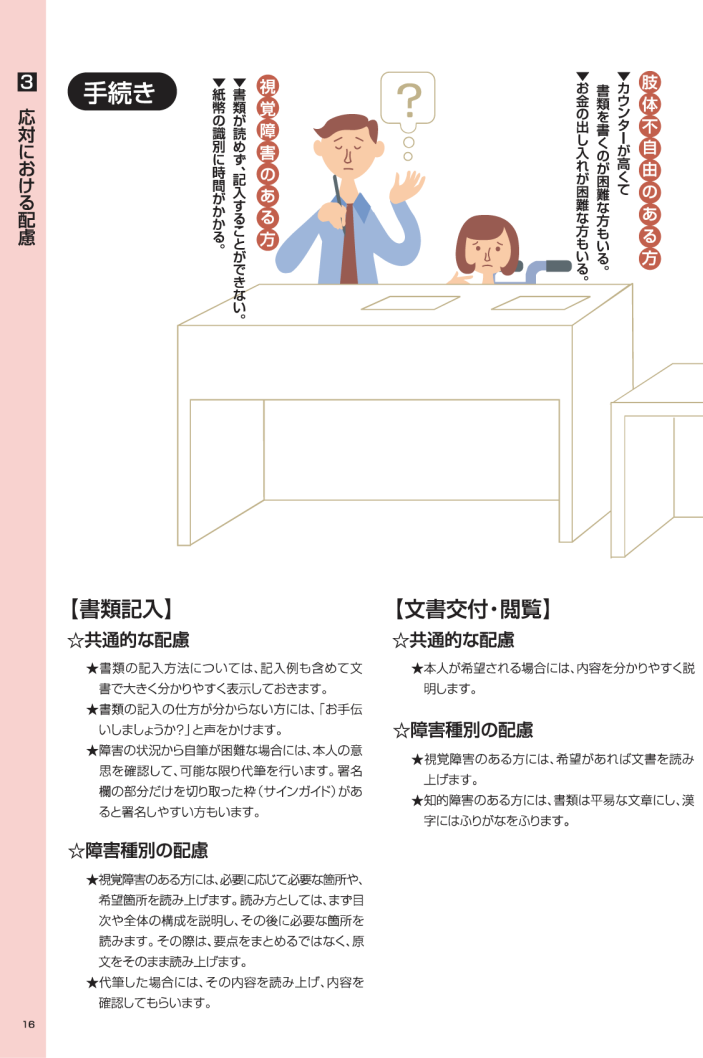 3 応対における配慮
手続き
肢体不自由のある方
▼カウンターが高くて
書類を書くのが困難な方もいる。
▼お金の出し入れが困難な方もいる。
?
視覚障害のある方
▼書類が読めず、記入することができない。
▼紙幣の識別に時間がかかる。
【書類記入】
☆共通的な配慮
★書類の記入方法については、記入例も含めて文
書で大きく分かりやすく表示しておきます。
★書類の記入の仕方が分からない方には、「お手伝
いしましょうか?」と声をかけます。
★障害の状況から自筆が困難な場合には、本人の意
思を確認して、可能な限り代筆を行います。署名
欄の部分だけを切り取った枠（サインガイド）があ
ると署名しやすい方もいます。
☆障害種別の配慮
★視覚障害のある方には、必要に応じて必要な箇所や、
希望箇所を読み上げます。読み方としては、まず目
次や全体の構成を説明し、その後に必要な箇所を
読みます。その際は、要点をまとめるではなく、原
文をそのまま読み上げます。
★代筆した場合には、その内容を読み上げ、内容を
確認してもらいます。
【文書交付・閲覧】
☆共通的な配慮
★本人が希望される場合には、内容を分かりやすく説
明します。
☆障害種別の配慮
★視覚障害のある方には、希望があれば文書を読み
上げます。
★知的障害のある方には、書類は平易な文章にし、漢
字にはふりがなをふります。
16